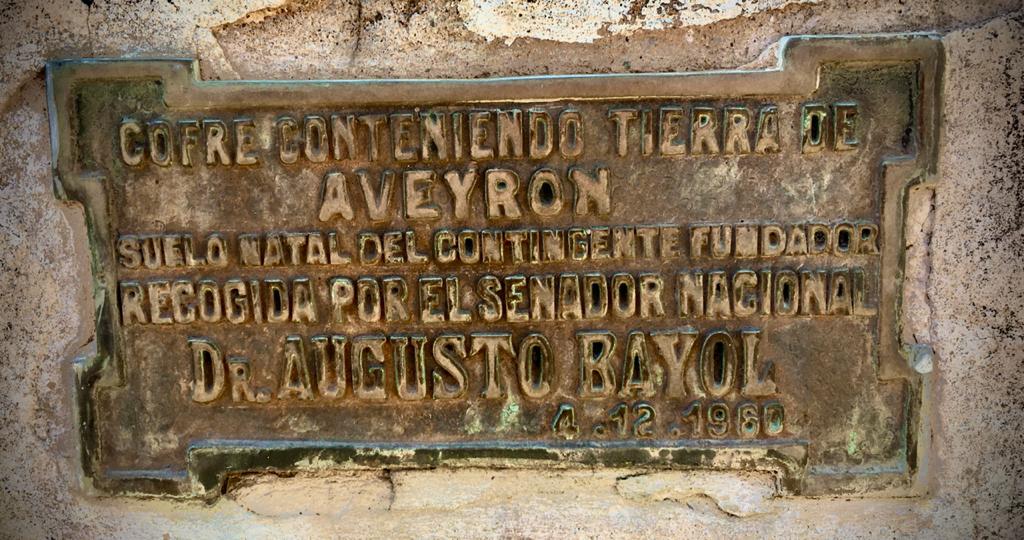 COFRE CONTENIENDO TIERRA DE
AVEYRON
SUELO NATAL DEL CONTINGENTE FUNDADOR
RECOGIDA POR EL SENADOR NACIONAL
DR. AUGUSTO BAYOL
4.12.1960